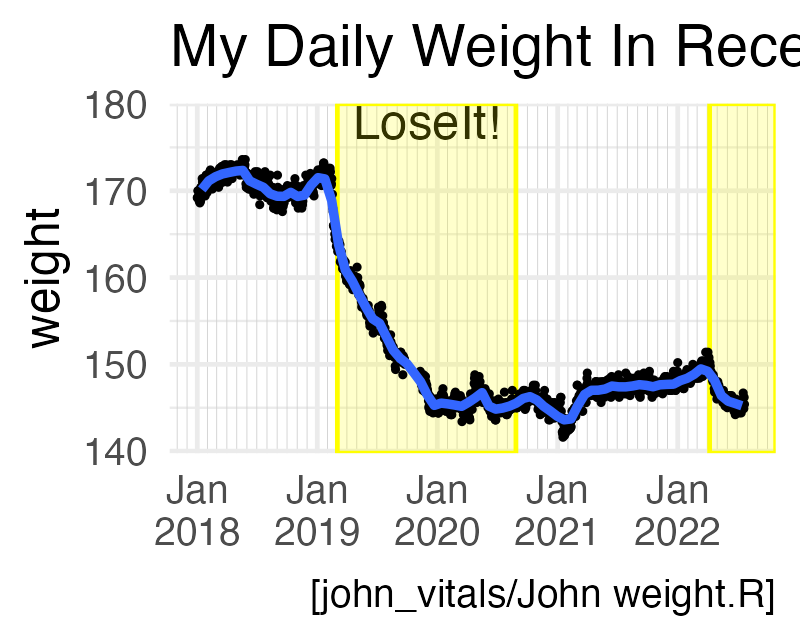 My Daily Weight In Rece
LoseIt!
180
170
160
150
140
weight
Jan Jan Jan Jan Jan
2018 2019 2020 2021 2022
[john_vitals/John weight.R]